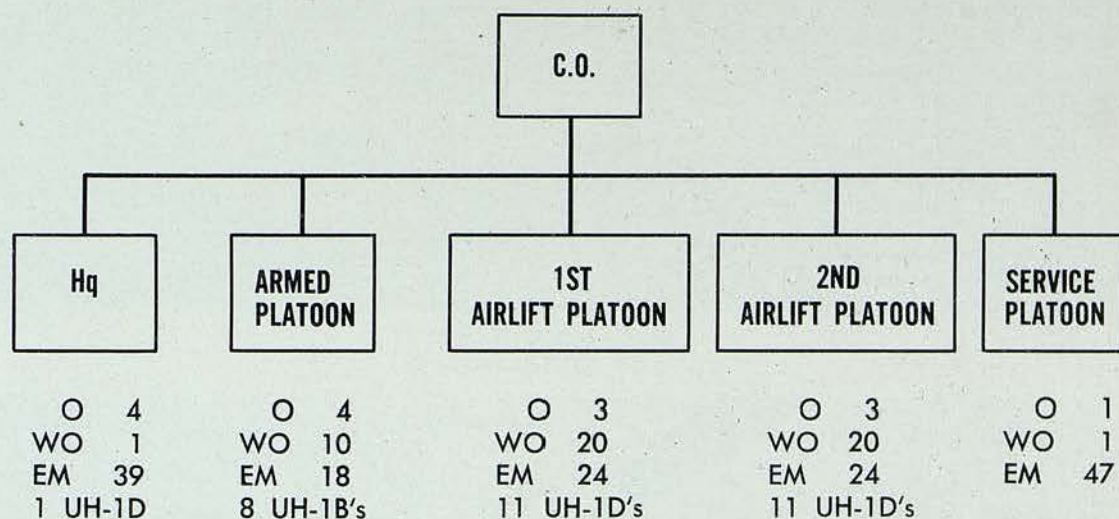 C.O.
Hq
ARMED
PLATOON
1ST
AIRLIFT PLATOON
2ND
AIRLIFT PLATOON
SERVICE
PLATOON
O 4
WO 1
EM 39
1 UH-1D
O 4
WO 10
EM 18
8 UH-1B's
O 3
WO 20
EM 24
11 UH-1D's
O 3
WO 20
EM 24
11 UH-1D's
O 1
WO 1
EM 47